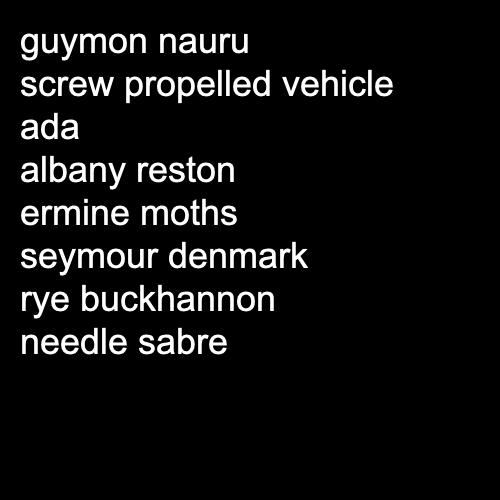 guymon nauru
screw propelled vehicle
ada
albany reston
ermine moths
seymour denmark
rye buckhannon
needle sabre